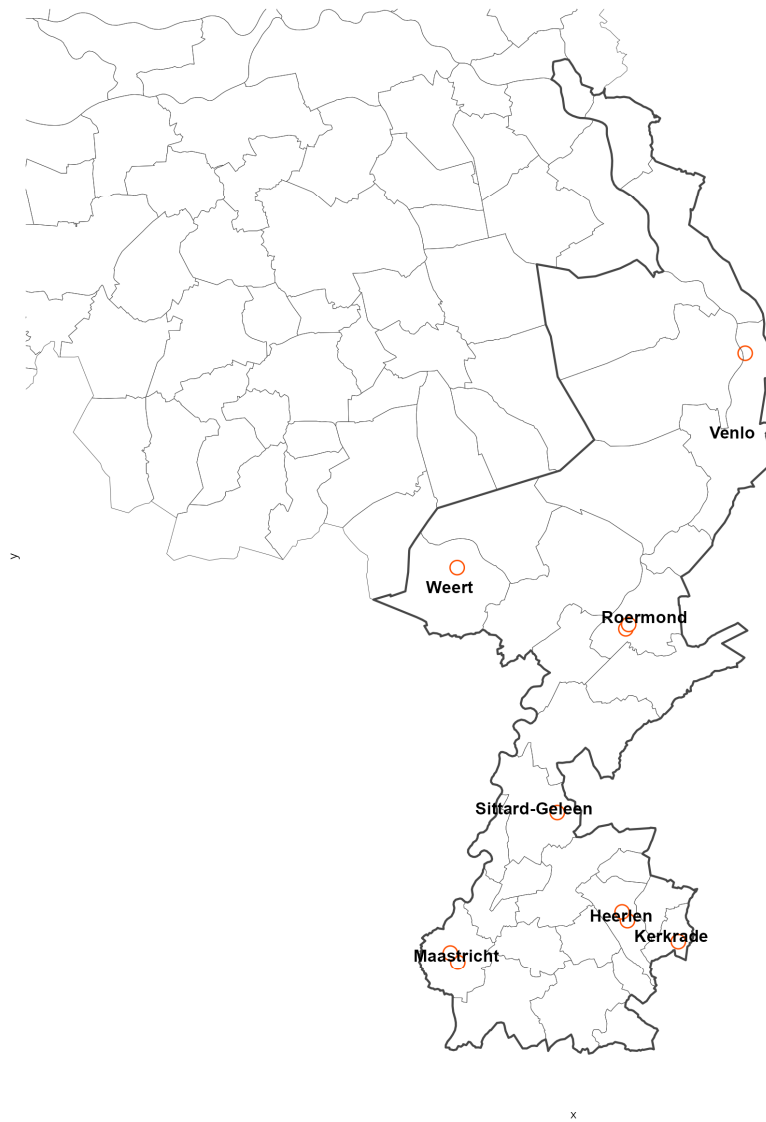 Venlo
y
Weert
Roermond
Sittard-Geleen
Heerlen
Kerkrade
Maastricht
x